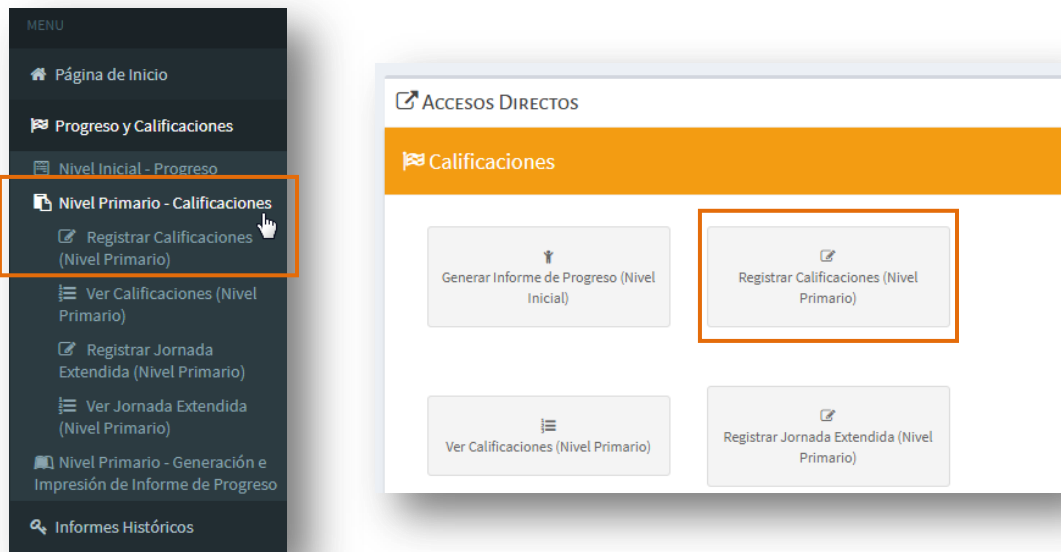 MENU
Página de Inicio
Progreso y Calificaciones
Nivel Inicial - Progreso
Nivel Primario - Calificaciones
Registrar Calificaciones
(Nivel Primario)
Ver Calificaciones (Nivel
Primario)
Registrar Jornada
Extendida (Nivel Primario)
Ver Jornada Extendida
(Nivel Primario)
Nivel Primario - Generación e
Impresión de Informe de Progreso
Informes Históricos
Accesos Directos
Calificaciones
Generar Informe de Progreso (Nivel
Inicial)
Registrar Calificaciones (Nivel
Primario)
Ver Calificaciones (Nivel Primario)
Registrar Jornada Extendida (Nivel
Primario)